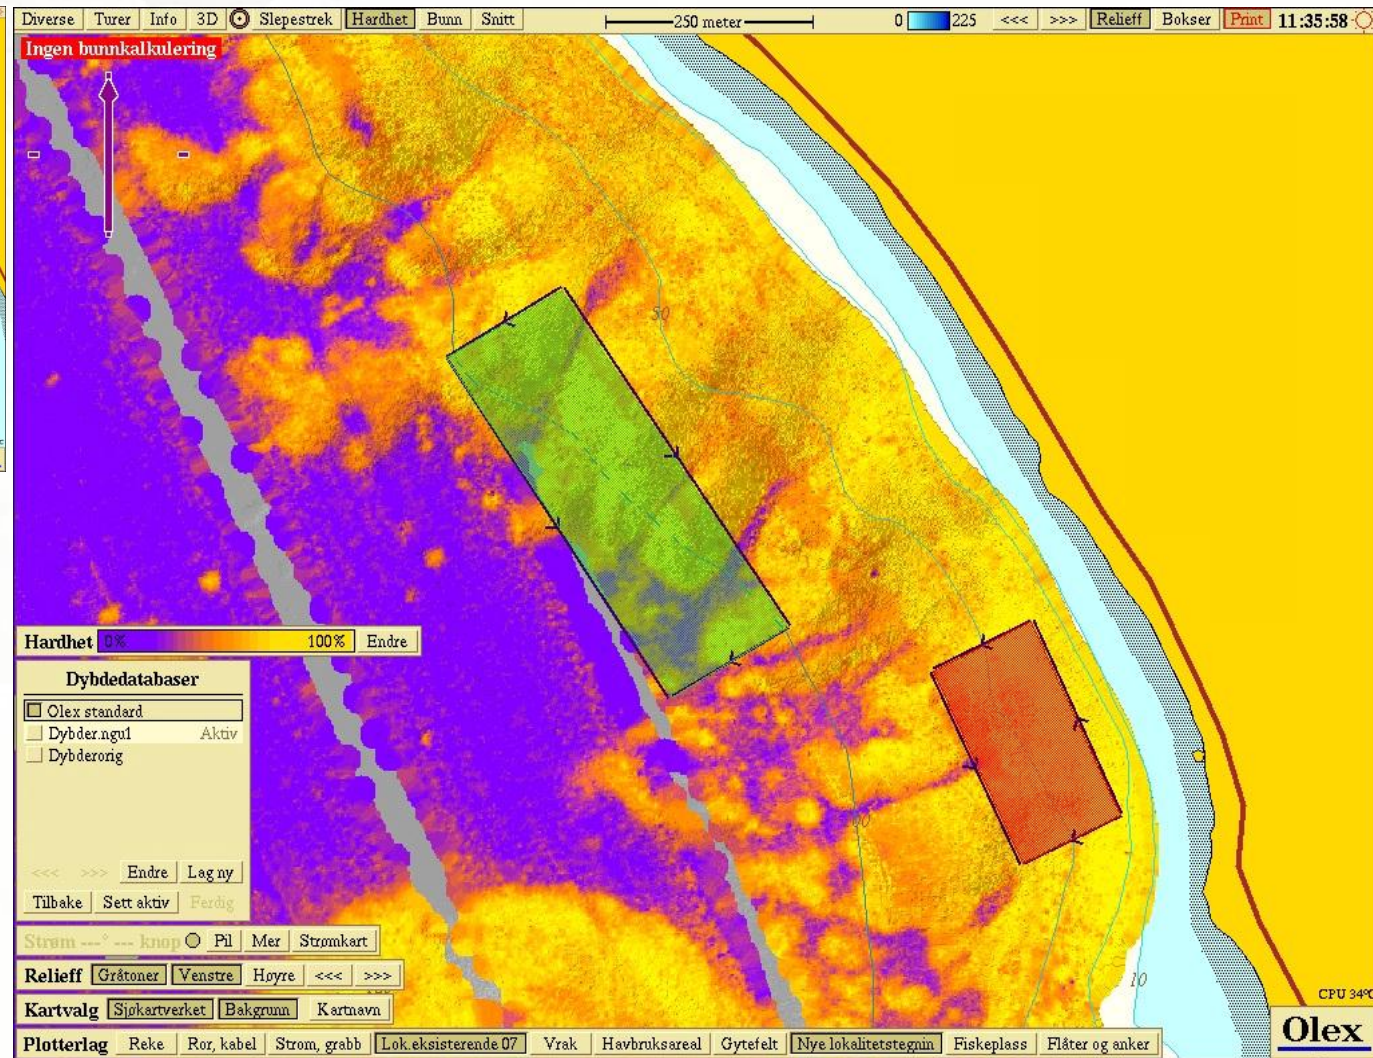 Diverse Turer Info 3D Slepestrek Hardhet Bunn Snitt 250 meter 0 225 <<< >>> Relieff Bokser Print 11:35:58
Ingen bunnkalkulering
50
Hardhet 0% 100% Endre
Dybdedatabaser
Olex standard
Dybder.ngu1 Aktiv
Dybderorig
<<< >>> Endre Lag ny
Tilbake Sett aktiv Ferdig
Strøm ---° --- knop Pil Mer Strømkart
Relieff Gråtoner Venstre Høyre <<< >>>
10
CPU 34°C
Kartvalg Sjøkartverket Bakgrunn Kartnavn
Olex
Plotterlag Reke Ror, kabel Strom, grabb Lok.eksisterende 07 Vrak Havbruksareal Gytefelt Nye lokalitetstegnin Fiskeplass Flåter og anker